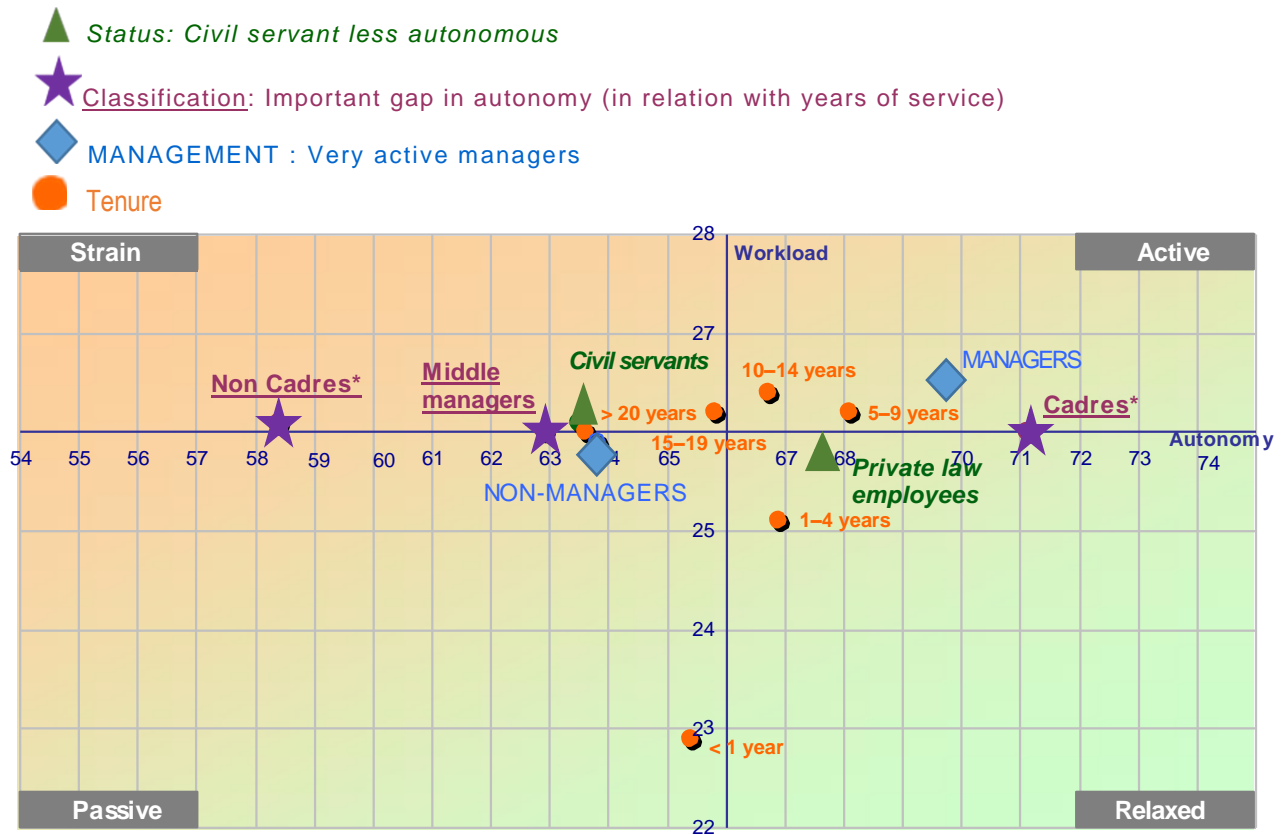 Status: Civil servant less autonomous
Classification: Important gap in autonomy (in relation with years of service)
MANAGEMENT : Very active managers
Tenure
Strain
28
Active
Workload
27
Civil servants
MANAGERS
10–14 years
Middle
managers
Non Cadres*
> 20 years
5–9 years
Cadres*
15–19 years
Autonomy
54
55
56
57
58
59
60
61
62
63
64
65
67
68
70
71
72
73
74
Private law
employees
NON-MANAGERS
1–4 years
25
24
23
< 1 year
Passive
22
Relaxed